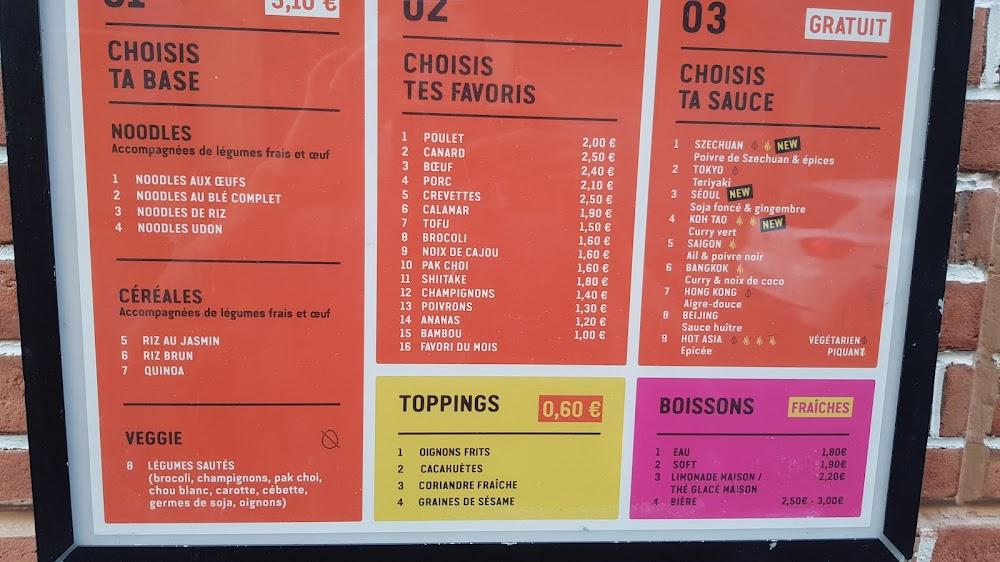 01
5,10 €
CHOISIS
TA BASE
NOODLES
Accompagnées de légumes frais et œuf
1 NOODLES AUX ŒUFS
2 NOODLES AU BLÉ COMPLET
3 NOODLES DE RIZ
4 NOODLES UDON
CÉRÉALES
Accompagnées de légumes frais et œuf
5 RIZ AU JASMIN
6 RIZ BRUN
7 QUINOA
VEGGIE
8 LÉGUMES SAUTÉS
(brocoli, champignons, pak choi,
chou blanc, carotte, cébette,
germes de soja, oignons)
02
CHOISIS
TES FAVORIS
1 POULET 2,00 €
2 CANARD 2,50 €
3 BŒUF 2,40 €
4 PORC 2,10 €
5 CREVETTES 2,50 €
6 CALAMAR 1,90 €
7 TOFU 1,50 €
8 BROCOLI 1,60 €
9 NOIX DE CAJOU 1,60 €
10 PAK CHOI 1,60 €
11 SHIITAKE 1,80 €
12 CHAMPIGNONS 1,40 €
13 POIVRONS 1,30 €
14 ANANAS 1,20 €
15 BAMBOU 1,00 €
16 FAVORI DU MOIS
TOPPINGS 0,60 €
1 OIGNONS FRITS
2 CACAHUÈTES
3 CORIANDRE FRAÎCHE
4 GRAINES DE SÉSAME
03
GRATUIT
CHOISIS
TA SAUCE
1 SZECHUAN NEW
Poivre de Szechuan & épices
2 TOKYO
Teriyaki
3 SÉOUL NEW
Soja foncé & gingembre
4 KOH TAO NEW
Curry vert
5 SAIGON
Ail & poivre noir
6 BANGKOK
Curry & noix de coco
7 HONG KONG
Aigre-douce
8 BEIJING
Sauce huître
9 HOT ASIA
Epicée
VÉGÉTARIEN
PIQUANT
BOISSONS FRAÎCHES
1 EAU 1,80€
2 SOFT 1,90€
3 LIMONADE MAISON / 2,20€
THÉ GLACÉ MAISON
4 BIÈRE 2,50€ - 3,00€